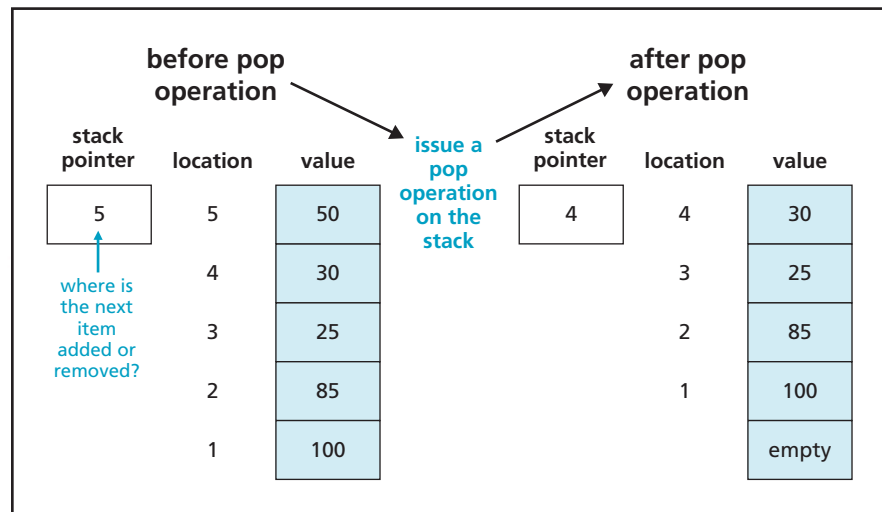 before pop
operation
after pop
operation
issue a
pop
operation
on the
stack
stack
pointer
location
value
5
5
50
4
30
3
25
2
85
1
100
where is
the next
item
added or
removed?
stack
pointer
location
value
4
4
30
3
25
2
85
1
100
empty